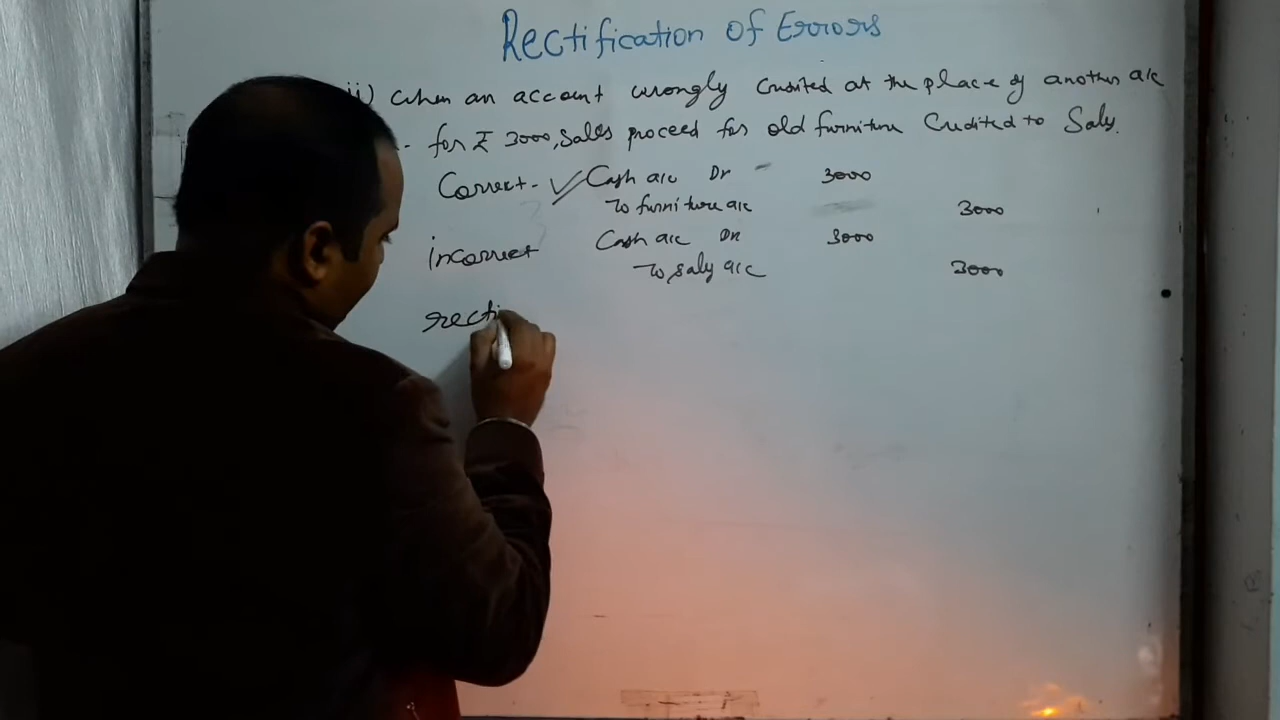 Rectification of Errors
ii) When an account wrongly Credited at the place of another a/c
- for ₹ 3000, Sales proceed for old furniture Credited to Sales.
Correct - ✓ Cash a/c Dr - 3000
To furniture a/c 3000
incorrect Cash a/c Dr 3000
To Saly a/c 3000
recti